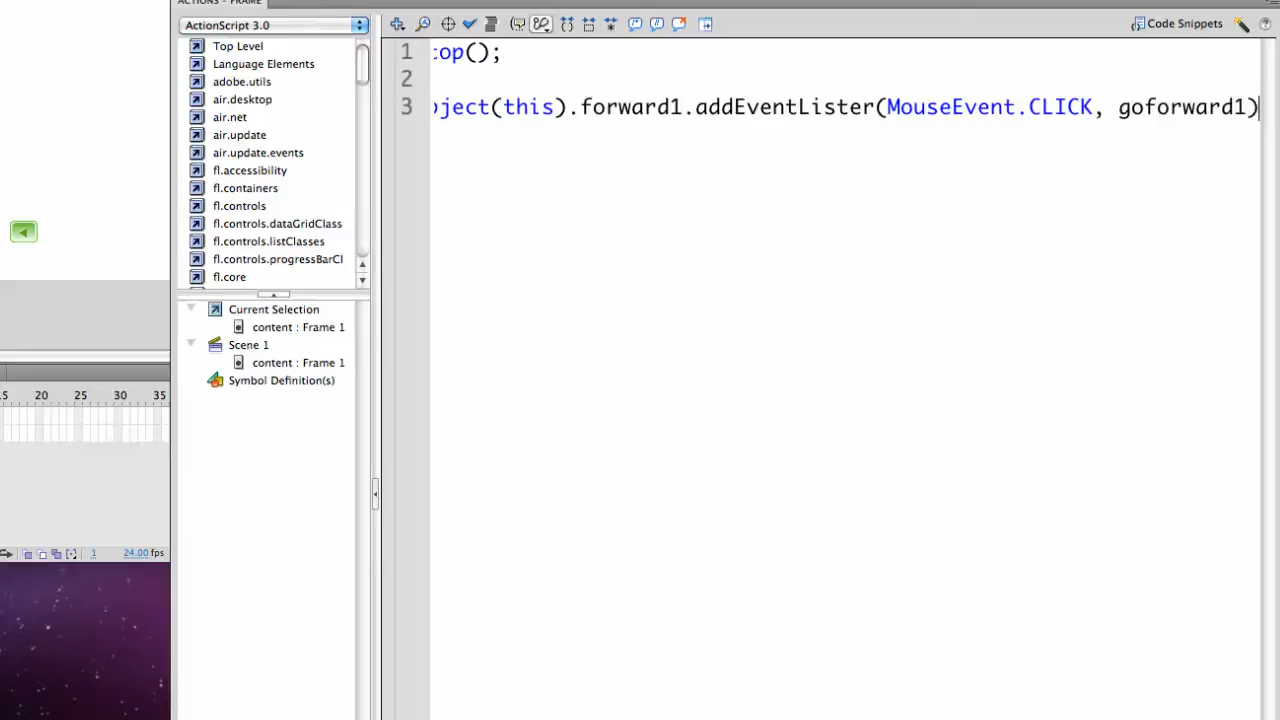 ACTIONS - FRAME
ActionScript 3.0
Code Snippets
Top Level
Language Elements
adobe.utils
air.desktop
air.net
air.update
air.update.events
fl.accessibility
fl.containers
fl.controls
fl.controls.dataGridClass
fl.controls.listClasses
fl.controls.progressBarCl
fl.core
Current Selection
content : Frame 1
Scene 1
content : Frame 1
Symbol Definition(s)
1 top();
2
3 bject(this).forward1.addEventLister(MouseEvent.CLICK, goforward1)
5 20 25 30 35
1 24.00 fps